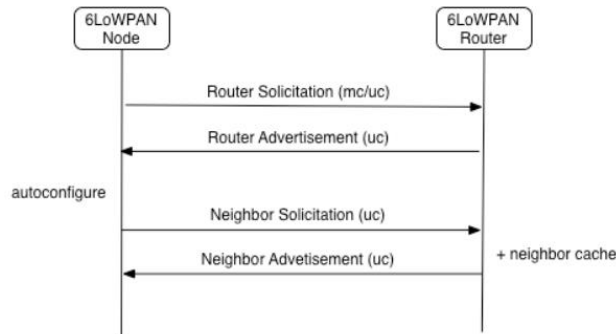 6LoWPAN
Node
6LoWPAN
Router
Router Solicitation (mc/uc)
Router Advertisement (uc)
autoconfigure
Neighbor Solicitation (uc)
Neighbor Advetisement (uc)
+ neighbor cache